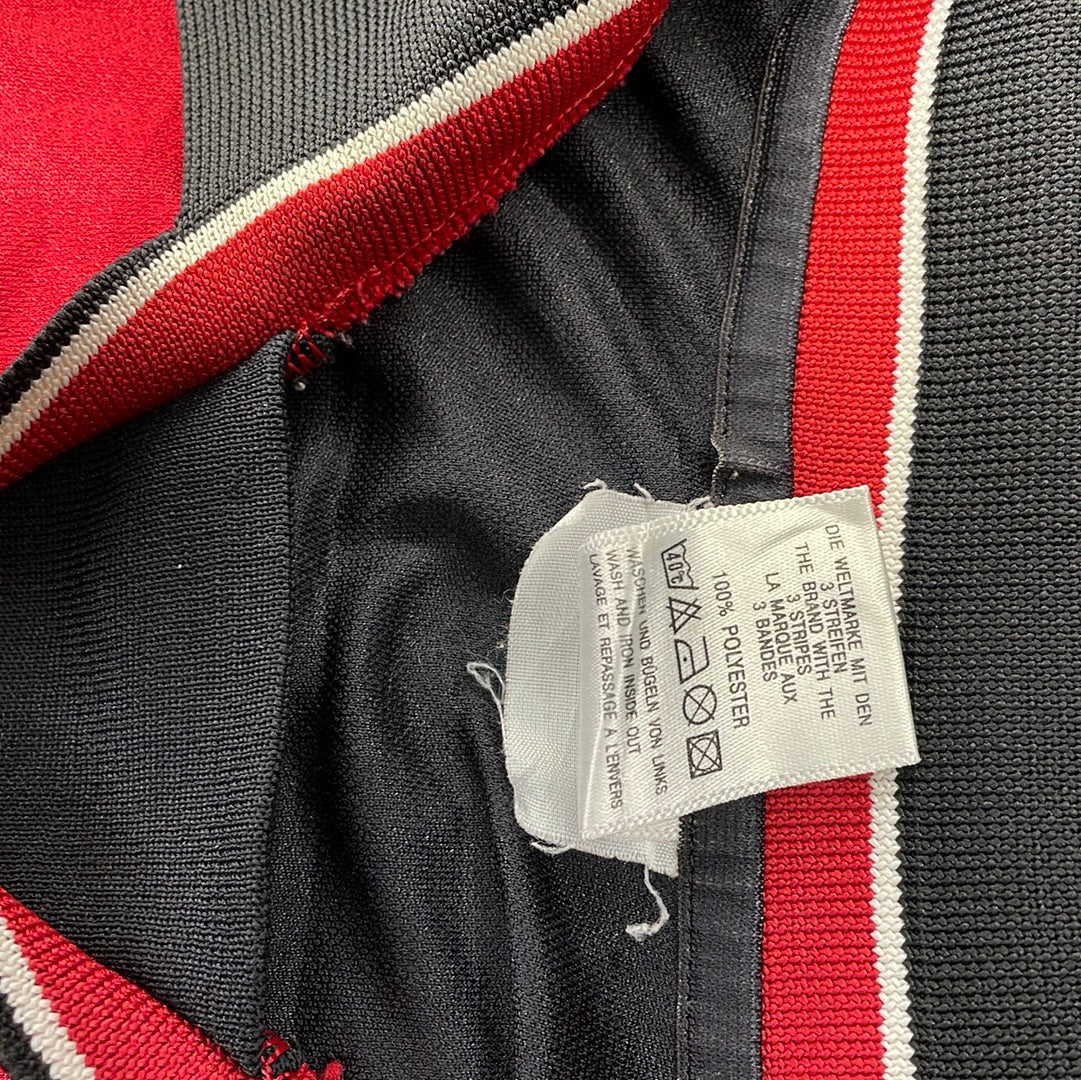 DIE WELTMARKE MIT DEN
3 STREIFEN
THE BRAND WITH THE
3 STRIPES
LA MARQUE AUX
3 BANDES
100% POLYESTER
40°C
WASCHEN UND BÜGELN VON LINKS
WASH AND IRON INSIDE OUT
LAVAGE ET REPASSAGE A L'ENVERS